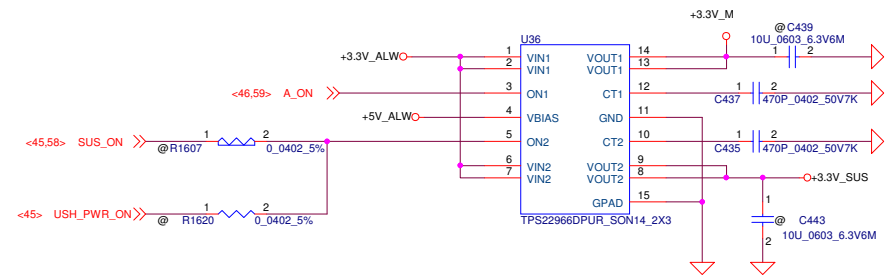 +3.3V_M
@ C439
10U_0603_6.3V6M
1 2
U36
+3.3V_ALW
1 VIN1 VOUT1 14
2 VIN1 VOUT1 13
<46,59> A_ON
3 ON1 CT1 12
1 2
C437 470P_0402_50V7K
+5V_ALW
4 VBIAS GND 11
<45,58> SUS_ON
1 2
@ R1607 0_0402_5%
5 ON2 CT2 10
1 2
C435 470P_0402_50V7K
6 VIN2 VOUT2 9
7 VIN2 VOUT2 8
+3.3V_SUS
GPAD 15
<45> USH_PWR_ON
1 2
@ R1620 0_0402_5%
TPS22966DPUR_SON14_2X3
1
@ C443
10U_0603_6.3V6M
2